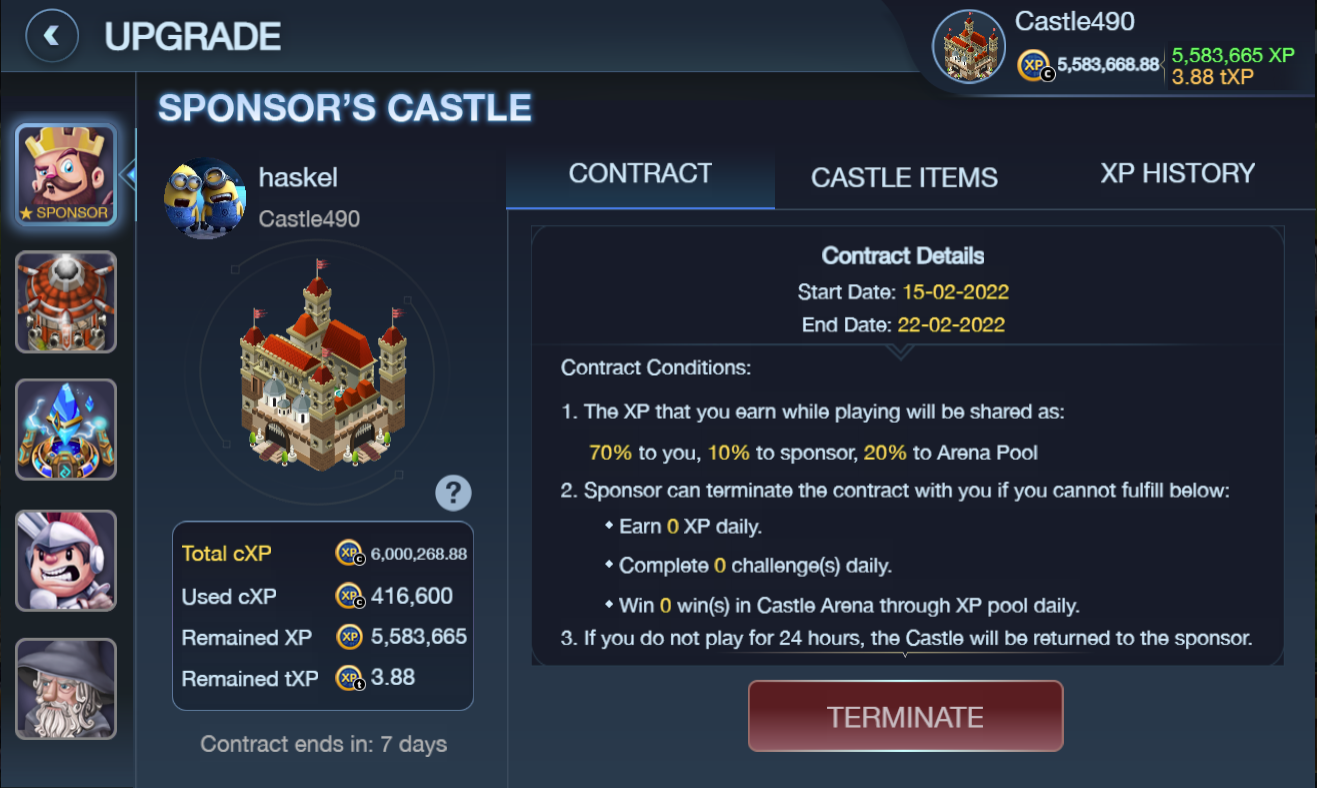 UPGRADE
Castle490
XP c 5,583,668.88
5,583,665 XP
3.88 tXP
SPONSOR'S CASTLE
★ SPONSOR
haskel
Castle490
?
Total cXP XP c 6,000,268.88
Used cXP XP c 416,600
Remained XP XP 5,583,665
Remained tXP XP t 3.88
Contract ends in: 7 days
CONTRACT
CASTLE ITEMS
XP HISTORY
Contract Details
Start Date: 15-02-2022
End Date: 22-02-2022
Contract Conditions:
1. The XP that you earn while playing will be shared as:
70% to you, 10% to sponsor, 20% to Arena Pool
2. Sponsor can terminate the contract with you if you cannot fulfill below:
• Earn 0 XP daily.
• Complete 0 challenge(s) daily.
• Win 0 win(s) in Castle Arena through XP pool daily.
3. If you do not play for 24 hours, the Castle will be returned to the sponsor.
TERMINATE